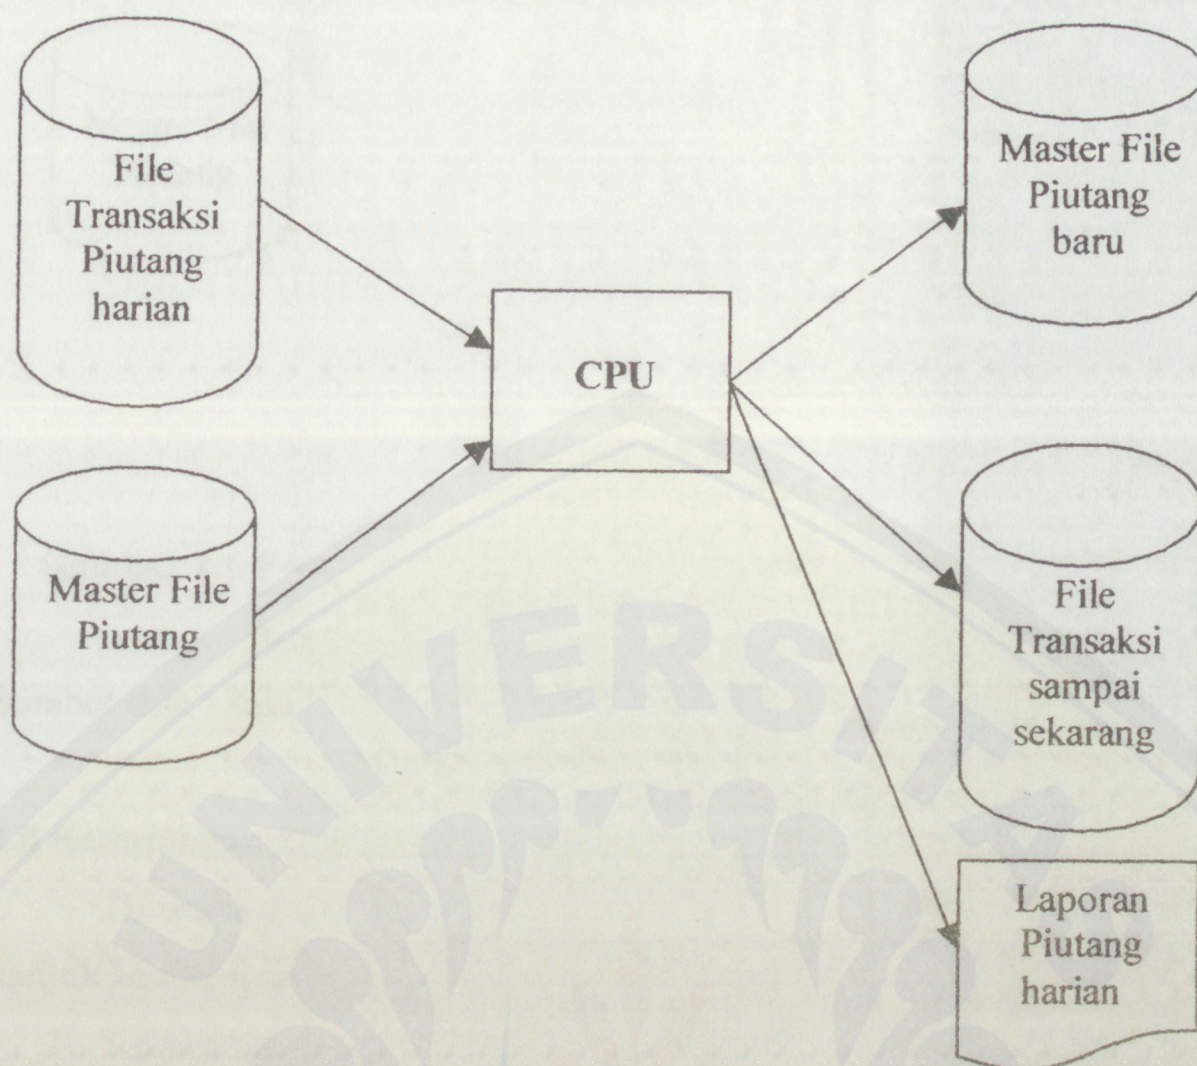 File
Transaksi
Piutang
harian
Master File
Piutang
CPU
Master File
Piutang
baru
File
Transaksi
sampai
sekarang
Laporan
Piutang
harian
UNIVERSITAS